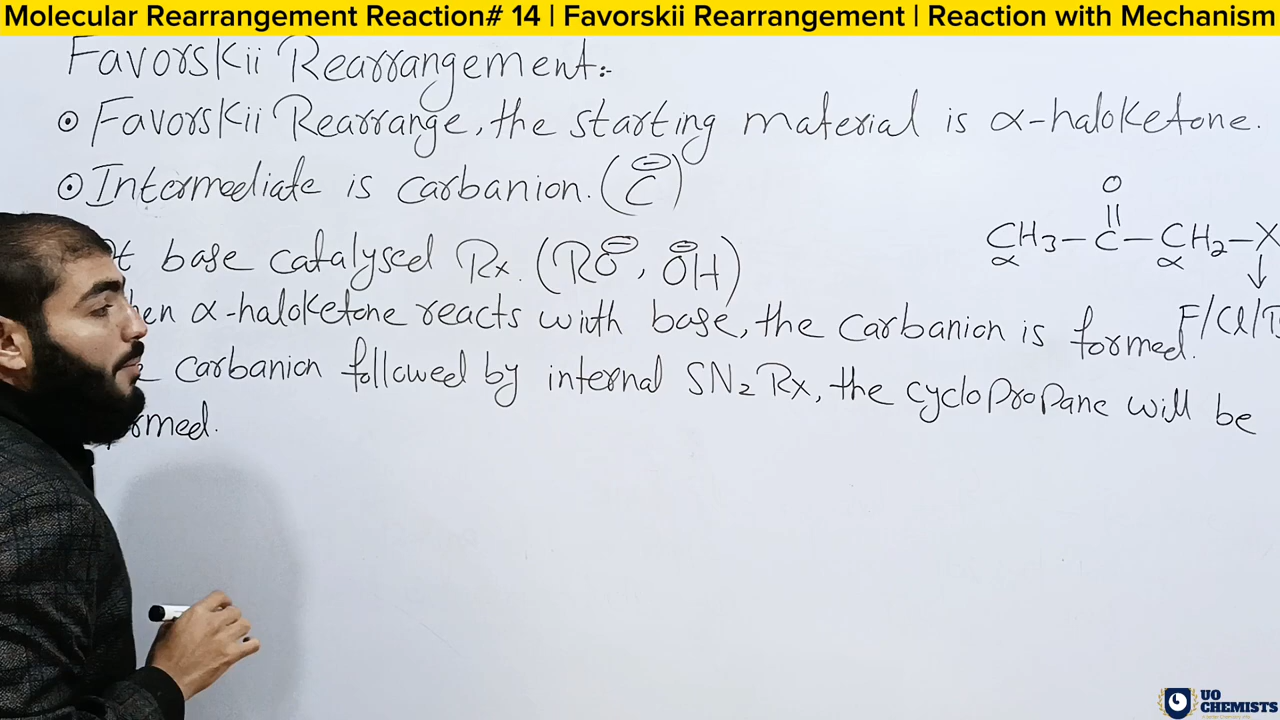 Molecular Rearrangement Reaction# 14 | Favorskii Rearrangement | Reaction with Mechanism
Favorskii Rearrangement:-
⊙ Favorskii Rearrange, the starting material is α-haloketone.
⊙ Intermediate is carbanion. (C⊖)
base catalysed Rx. (RO⊖, OH⊖)
O
||
CH3-C-CH2-X
α α
↓
α-haloketone reacts with base, the carbanion is formed.
F/Cl/
carbanion followed by internal SN2 Rx, the cyclopropane will be
UO
CHEMISTS